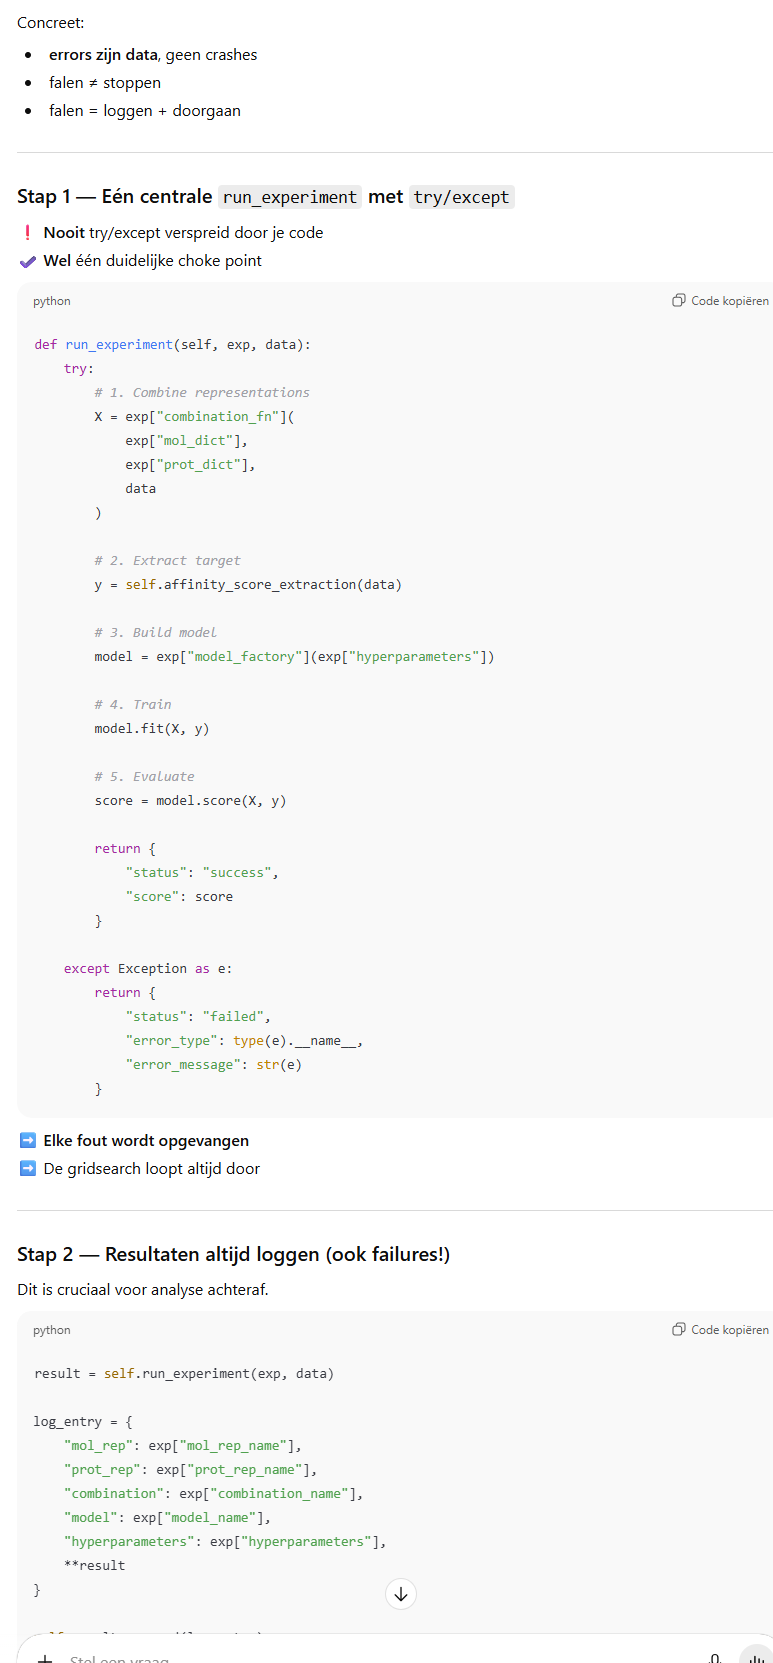 Concreet:
• errors zijn data, geen crashes
• falen ≠ stoppen
• falen = loggen + doorgaan
Stap 1 — Eén centrale run_experiment met try/except
❗ Nooit try/except verspreid door je code
✔ Wel één duidelijke choke point
python
Code kopiëren
def run_experiment(self, exp, data):
    try:
        # 1. Combine representations
        X = exp["combination_fn"](
            exp["mol_dict"],
            exp["prot_dict"],
            data
        )
        # 2. Extract target
        y = self.affinity_score_extraction(data)
        # 3. Build model
        model = exp["model_factory"](exp["hyperparameters"])
        # 4. Train
        model.fit(X, y)
        # 5. Evaluate
        score = model.score(X, y)
        return {
            "status": "success",
            "score": score
        }
    except Exception as e:
        return {
            "status": "failed",
            "error_type": type(e).__name__,
            "error_message": str(e)
        }
➡ Elke fout wordt opgevangen
➡ De gridsearch loopt altijd door
Stap 2 — Resultaten altijd loggen (ook failures!)
Dit is cruciaal voor analyse achteraf.
python
Code kopiëren
result = self.run_experiment(exp, data)
log_entry = {
    "mol_rep": exp["mol_rep_name"],
    "prot_rep": exp["prot_rep_name"],
    "combination": exp["combination_name"],
    "model": exp["model_name"],
    "hyperparameters": exp["hyperparameters"],
    **result
}
Stel een vraag